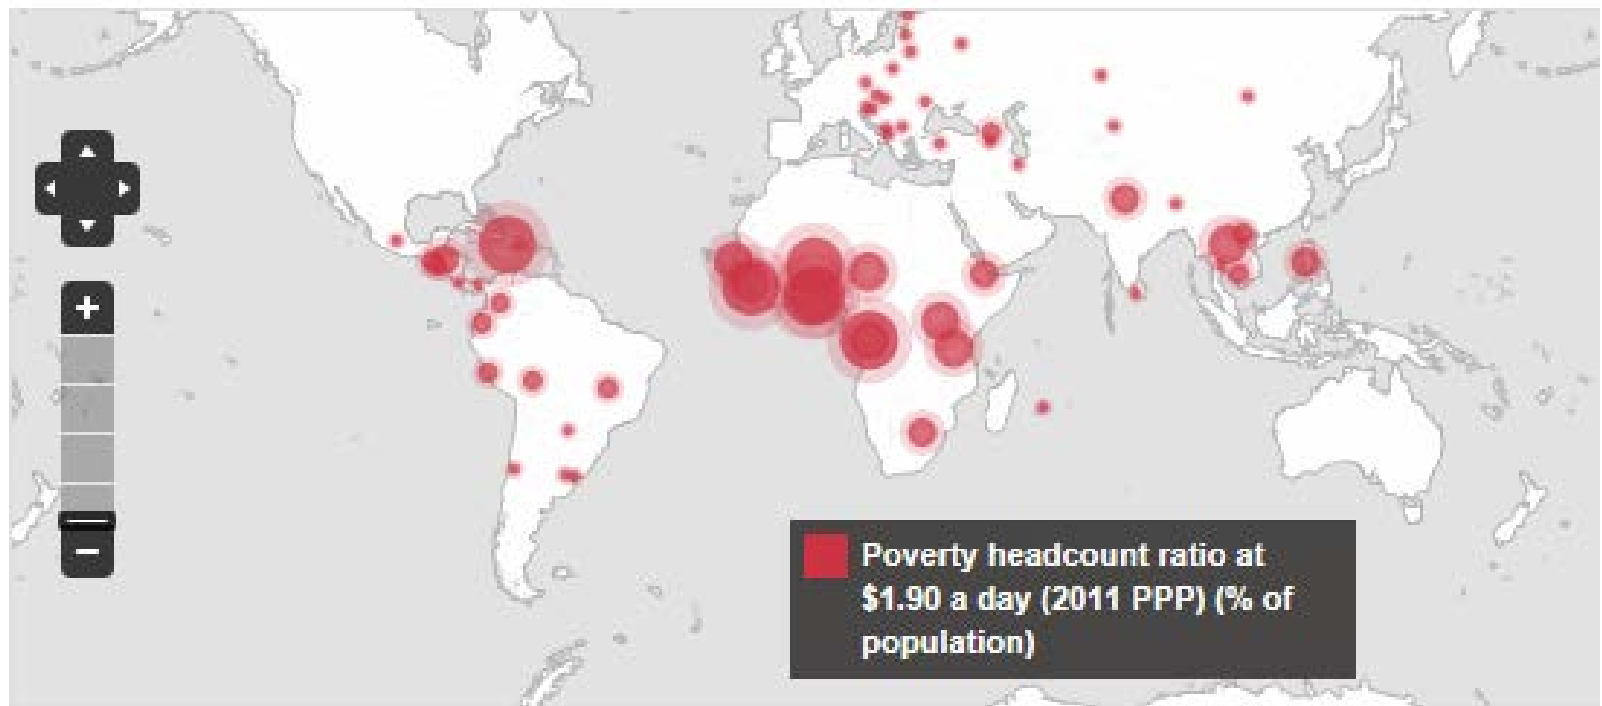 Poverty headcount ratio at
$1.90 a day (2011 PPP) (% of
population)